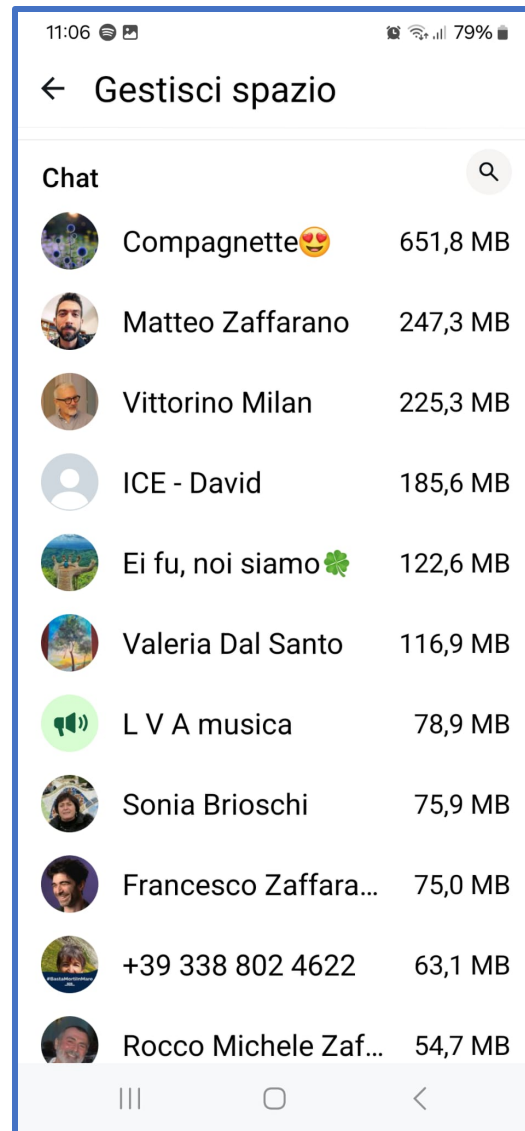 11:06 79%
Gestisci spazio
Chat
Compagnette😍 651,8 MB
Matteo Zaffarano 247,3 MB
Vittorino Milan 225,3 MB
ICE - David 185,6 MB
Ei fu, noi siamo🍀 122,6 MB
Valeria Dal Santo 116,9 MB
L V A musica 78,9 MB
Sonia Brioschi 75,9 MB
Francesco Zaffara... 75,0 MB
+39 338 802 4622 63,1 MB
Rocco Michele Zaf... 54,7 MB